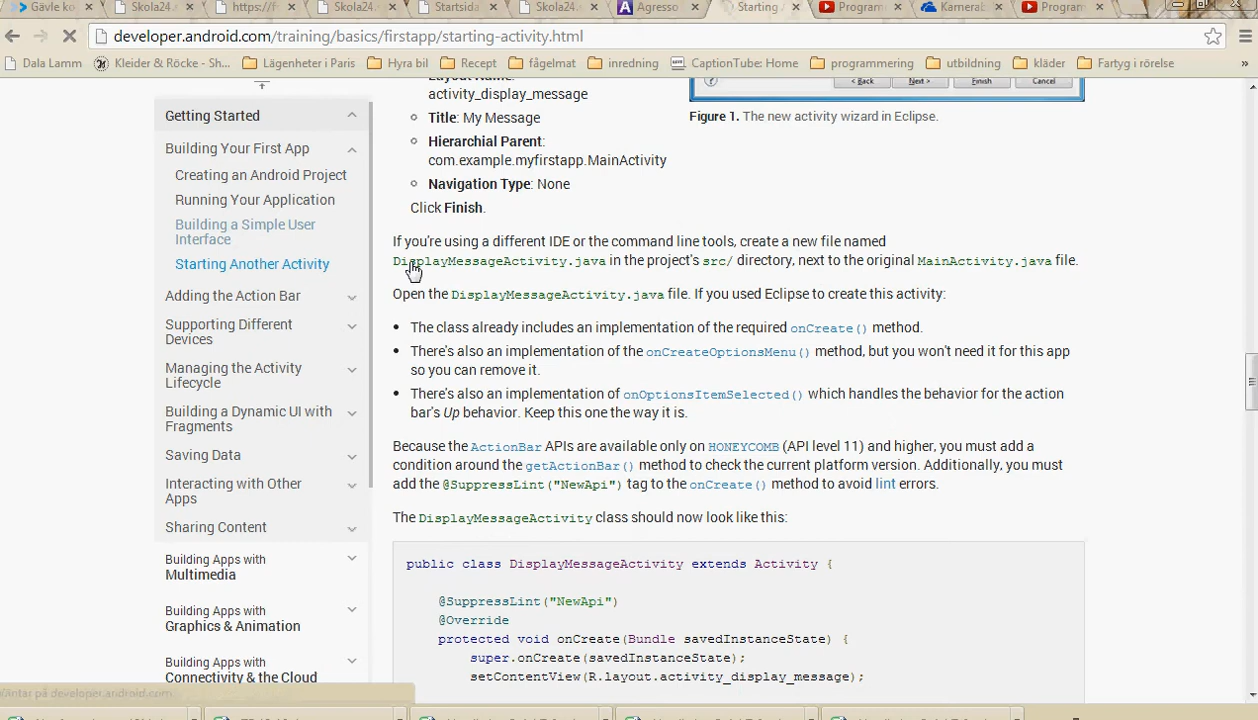 Gävle ko
Skola24.
https://f
Skola24.
Startsida
Skola24.
Agresso
Starting
Program
Kamerab
Program
developer.android.com/training/basics/firstapp/starting-activity.html
Dala Lamm
Kleider & Röcke - Sh...
Lägenheter i Paris
Hyra bil
Recept
fågelmat
inredning
CaptionTube: Home
programmering
utbildning
kläder
Fartyg i rörelse
Getting Started
Building Your First App
Creating an Android Project
Running Your Application
Building a Simple User
Interface
Starting Another Activity
Adding the Action Bar
Supporting Different
Devices
Managing the Activity
Lifecycle
Building a Dynamic UI with
Fragments
Saving Data
Interacting with Other
Apps
Sharing Content
Building Apps with
Multimedia
Building Apps with
Graphics & Animation
Building Apps with
Connectivity & the Cloud
Layout Name:
activity_display_message
Title: My Message
Hierarchial Parent:
com.example.myfirstapp.MainActivity
Navigation Type: None
Click Finish.
< Back
Next >
Finish
Cancel
Figure 1. The new activity wizard in Eclipse.
If you're using a different IDE or the command line tools, create a new file named
DisplayMessageActivity.java in the project's src/ directory, next to the original MainActivity.java file.
Open the DisplayMessageActivity.java file. If you used Eclipse to create this activity:
• The class already includes an implementation of the required onCreate() method.
• There's also an implementation of the onCreateOptionsMenu() method, but you won't need it for this app
so you can remove it.
• There's also an implementation of onOptionsItemSelected() which handles the behavior for the action
bar's Up behavior. Keep this one the way it is.
Because the ActionBar APIs are available only on HONEYCOMB (API level 11) and higher, you must add a
condition around the getActionBar() method to check the current platform version. Additionally, you must
add the @SuppressLint("NewApi") tag to the onCreate() method to avoid lint errors.
The DisplayMessageActivity class should now look like this:
public class DisplayMessageActivity extends Activity {
@SuppressLint("NewApi")
@Override
protected void onCreate(Bundle savedInstanceState) {
super.onCreate(savedInstanceState);
setContentView(R.layout.activity_display_message);
Väntar på developer.android.com...